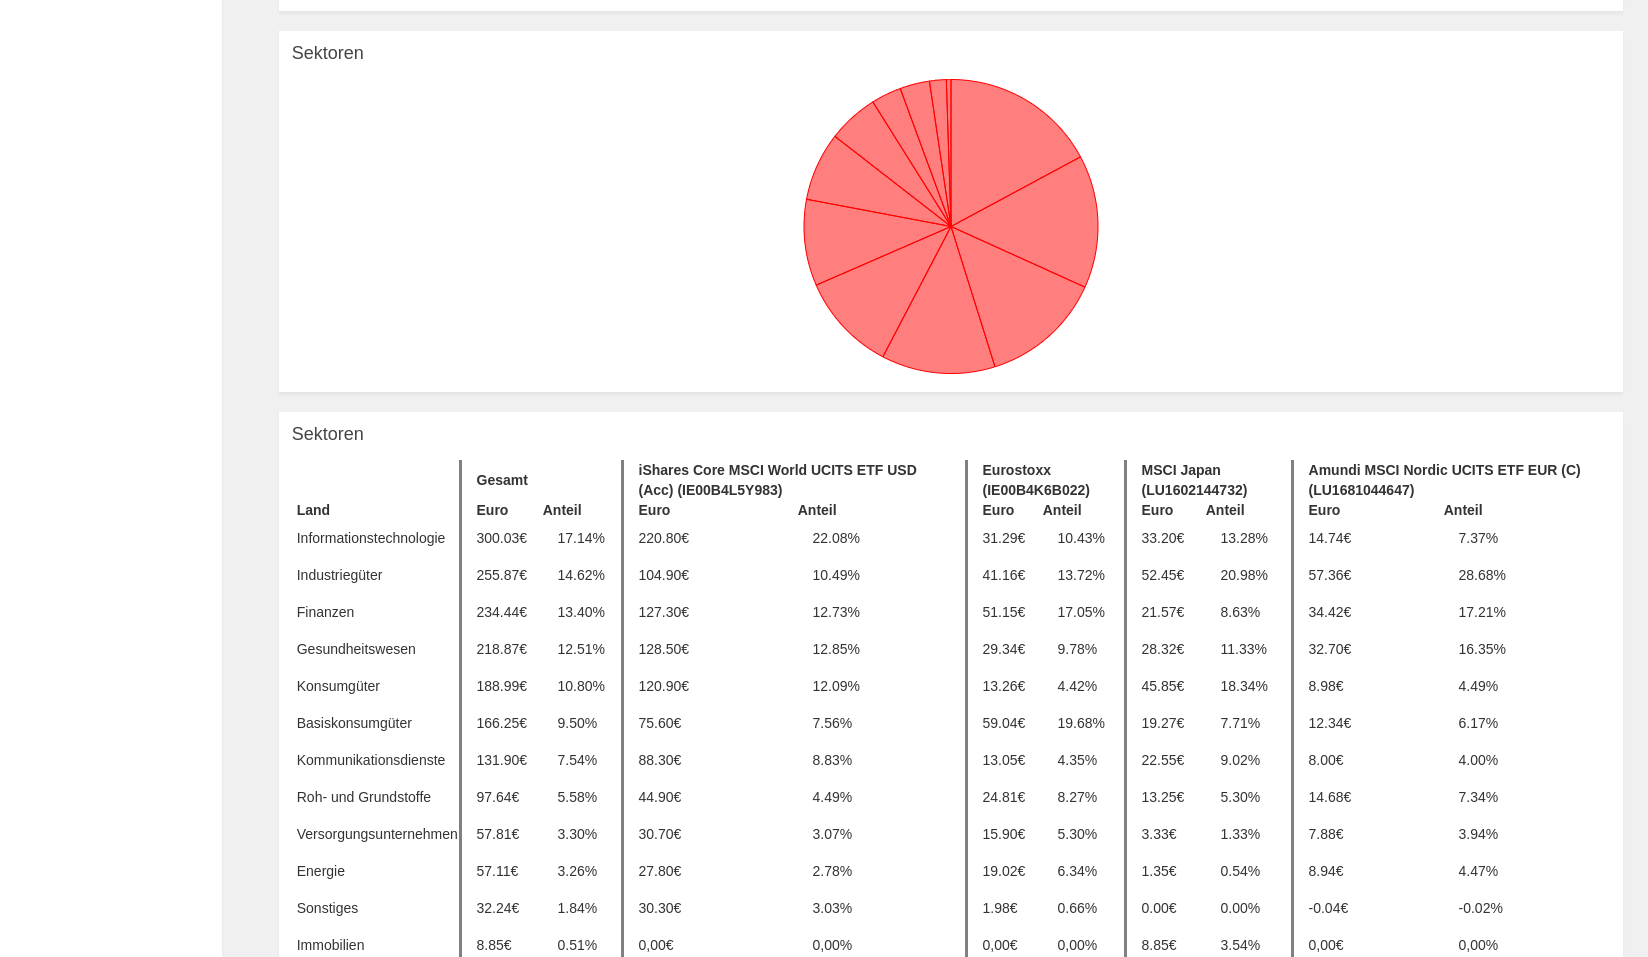 Sektoren
Sektoren
Gesamt iShares Core MSCI World UCITS ETF USD (Acc) (IE00B4L5Y983) Eurostoxx (IE00B4K6B022) MSCI Japan (LU1602144732) Amundi MSCI Nordic UCITS ETF EUR (C) (LU1681044647)
Land Euro Anteil Euro Anteil Euro Anteil Euro Anteil Euro Anteil
Informationstechnologie 300.03€ 17.14% 220.80€ 22.08% 31.29€ 10.43% 33.20€ 13.28% 14.74€ 7.37%
Industriegüter 255.87€ 14.62% 104.90€ 10.49% 41.16€ 13.72% 52.45€ 20.98% 57.36€ 28.68%
Finanzen 234.44€ 13.40% 127.30€ 12.73% 51.15€ 17.05% 21.57€ 8.63% 34.42€ 17.21%
Gesundheitswesen 218.87€ 12.51% 128.50€ 12.85% 29.34€ 9.78% 28.32€ 11.33% 32.70€ 16.35%
Konsumgüter 188.99€ 10.80% 120.90€ 12.09% 13.26€ 4.42% 45.85€ 18.34% 8.98€ 4.49%
Basiskonsumgüter 166.25€ 9.50% 75.60€ 7.56% 59.04€ 19.68% 19.27€ 7.71% 12.34€ 6.17%
Kommunikationsdienste 131.90€ 7.54% 88.30€ 8.83% 13.05€ 4.35% 22.55€ 9.02% 8.00€ 4.00%
Roh- und Grundstoffe 97.64€ 5.58% 44.90€ 4.49% 24.81€ 8.27% 13.25€ 5.30% 14.68€ 7.34%
Versorgungsunternehmen 57.81€ 3.30% 30.70€ 3.07% 15.90€ 5.30% 3.33€ 1.33% 7.88€ 3.94%
Energie 57.11€ 3.26% 27.80€ 2.78% 19.02€ 6.34% 1.35€ 0.54% 8.94€ 4.47%
Sonstiges 32.24€ 1.84% 30.30€ 3.03% 1.98€ 0.66% 0.00€ 0.00% -0.04€ -0.02%
Immobilien 8.85€ 0.51% 0,00€ 0,00% 0,00€ 0,00% 8.85€ 3.54% 0,00€ 0,00%